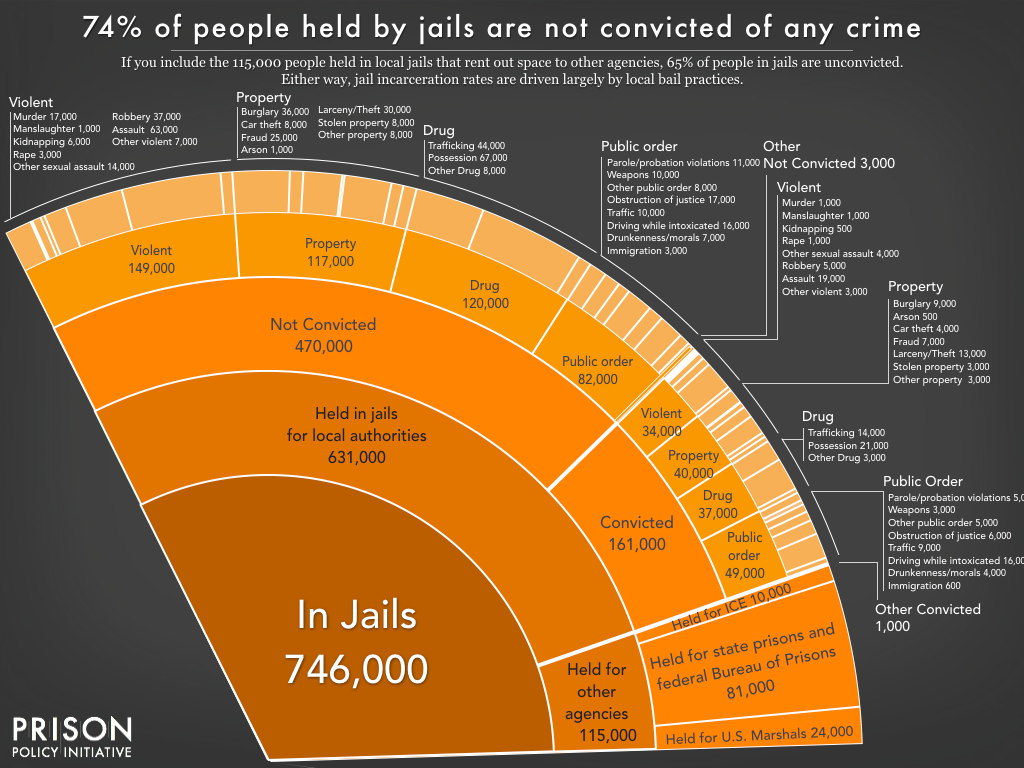 74% of people held by jails are not convicted of any crime
If you include the 115,000 people held in local jails that rent out space to other agencies, 65% of people in jails are unconvicted.
Either way, jail incarceration rates are driven largely by local bail practices.
Violent
Murder 17,000
Manslaughter 1,000
Kidnapping 6,000
Rape 3,000
Other sexual assault 14,000
Robbery 37,000
Assault 63,000
Other violent 7,000
Property
Burglary 36,000
Car theft 8,000
Fraud 25,000
Arson 1,000
Larceny/Theft 30,000
Stolen property 8,000
Other property 8,000
Drug
Trafficking 44,000
Possession 67,000
Other Drug 8,000
Public order
Parole/probation violations 11,000
Weapons 10,000
Other public order 8,000
Obstruction of justice 17,000
Traffic 10,000
Driving while intoxicated 16,000
Drunkenness/morals 7,000
Immigration 3,000
Other
Not Convicted 3,000
Violent
Murder 1,000
Manslaughter 1,000
Kidnapping 500
Rape 1,000
Other sexual assault 4,000
Robbery 5,000
Assault 19,000
Other violent 3,000
Property
Burglary 9,000
Arson 500
Car theft 4,000
Fraud 7,000
Larceny/Theft 13,000
Stolen property 3,000
Other property 3,000
Drug
Trafficking 14,000
Possession 21,000
Other Drug 3,000
Public Order
Parole/probation violations 5,0
Weapons 3,000
Other public order 5,000
Obstruction of justice 6,000
Traffic 9,000
Driving while intoxicated 16,00
Drunkenness/morals 4,000
Immigration 600
Other Convicted
1,000
Violent
149,000
Property
117,000
Drug
120,000
Public order
82,000
Not Convicted
470,000
Violent
34,000
Property
40,000
Drug
37,000
Public
order
49,000
Convicted
161,000
Held in jails
for local authorities
631,000
Held for ICE 10,000
Held for state prisons and
federal Bureau of Prisons
81,000
Held for U.S. Marshals 24,000
Held for
other
agencies
115,000
In Jails
746,000
PRISON
POLICY INITIATIVE